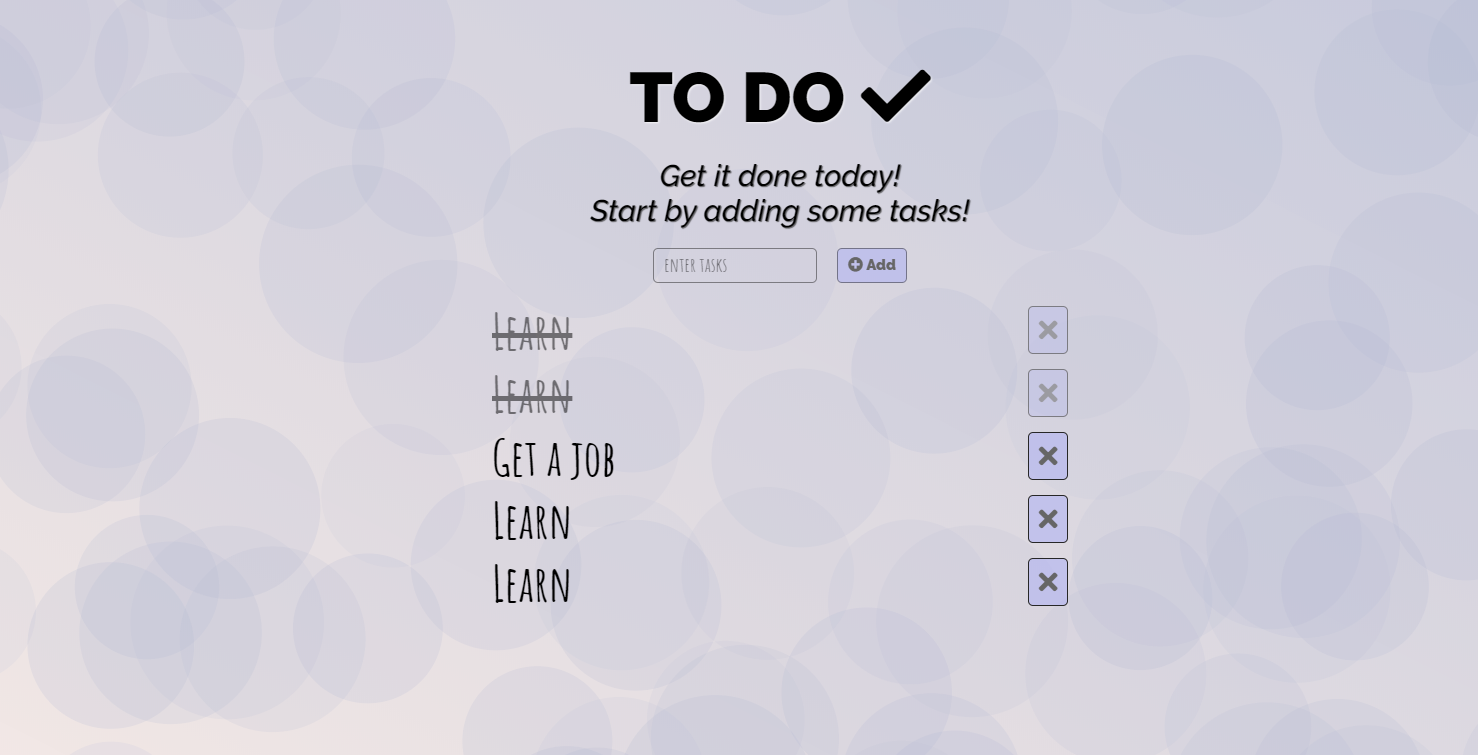 TO DO
Get it done today!
Start by adding some tasks!
ENTER TASKS
Add
Learn
Learn
Get a job
Learn
Learn